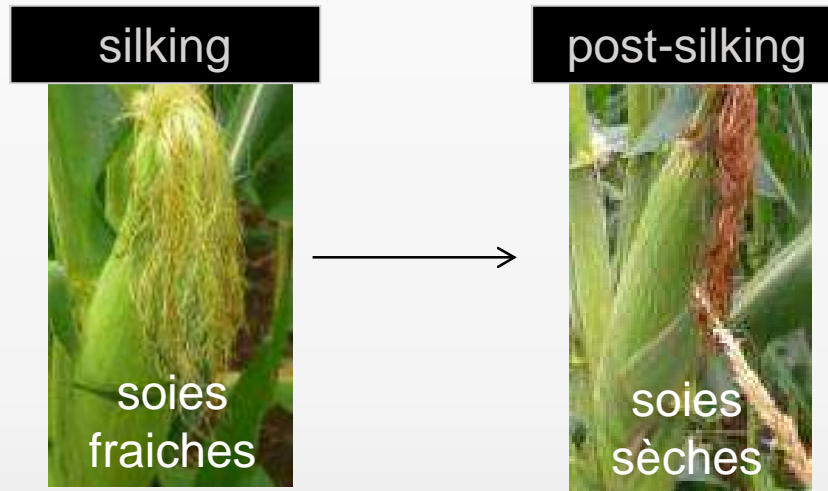 silking
post-silking
soies
fraiches
soies
sèches